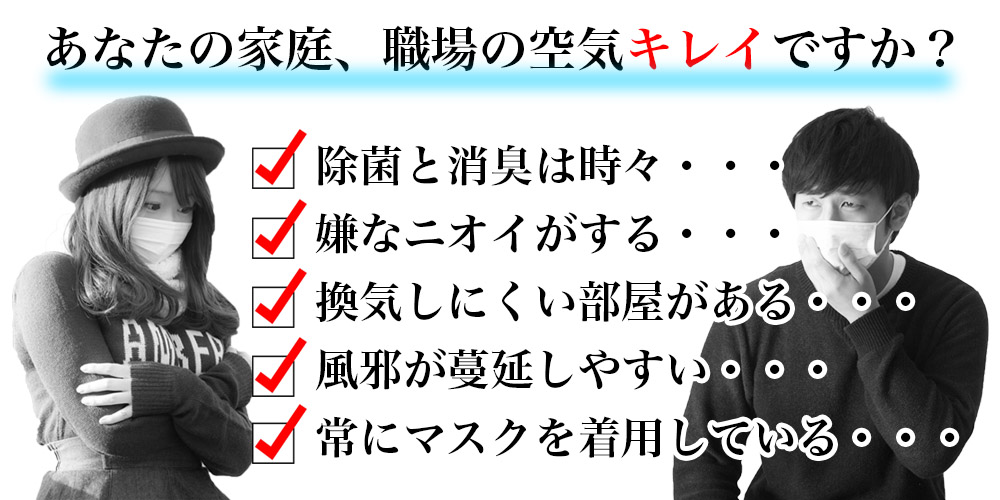 あなたの家庭、職場の空気キレイですか？
除菌と消臭は時々・・・
嫌なニオイがする・・・
換気しにくい部屋がある・・・
風邪が蔓延しやすい・・・
常にマスクを着用している・・・